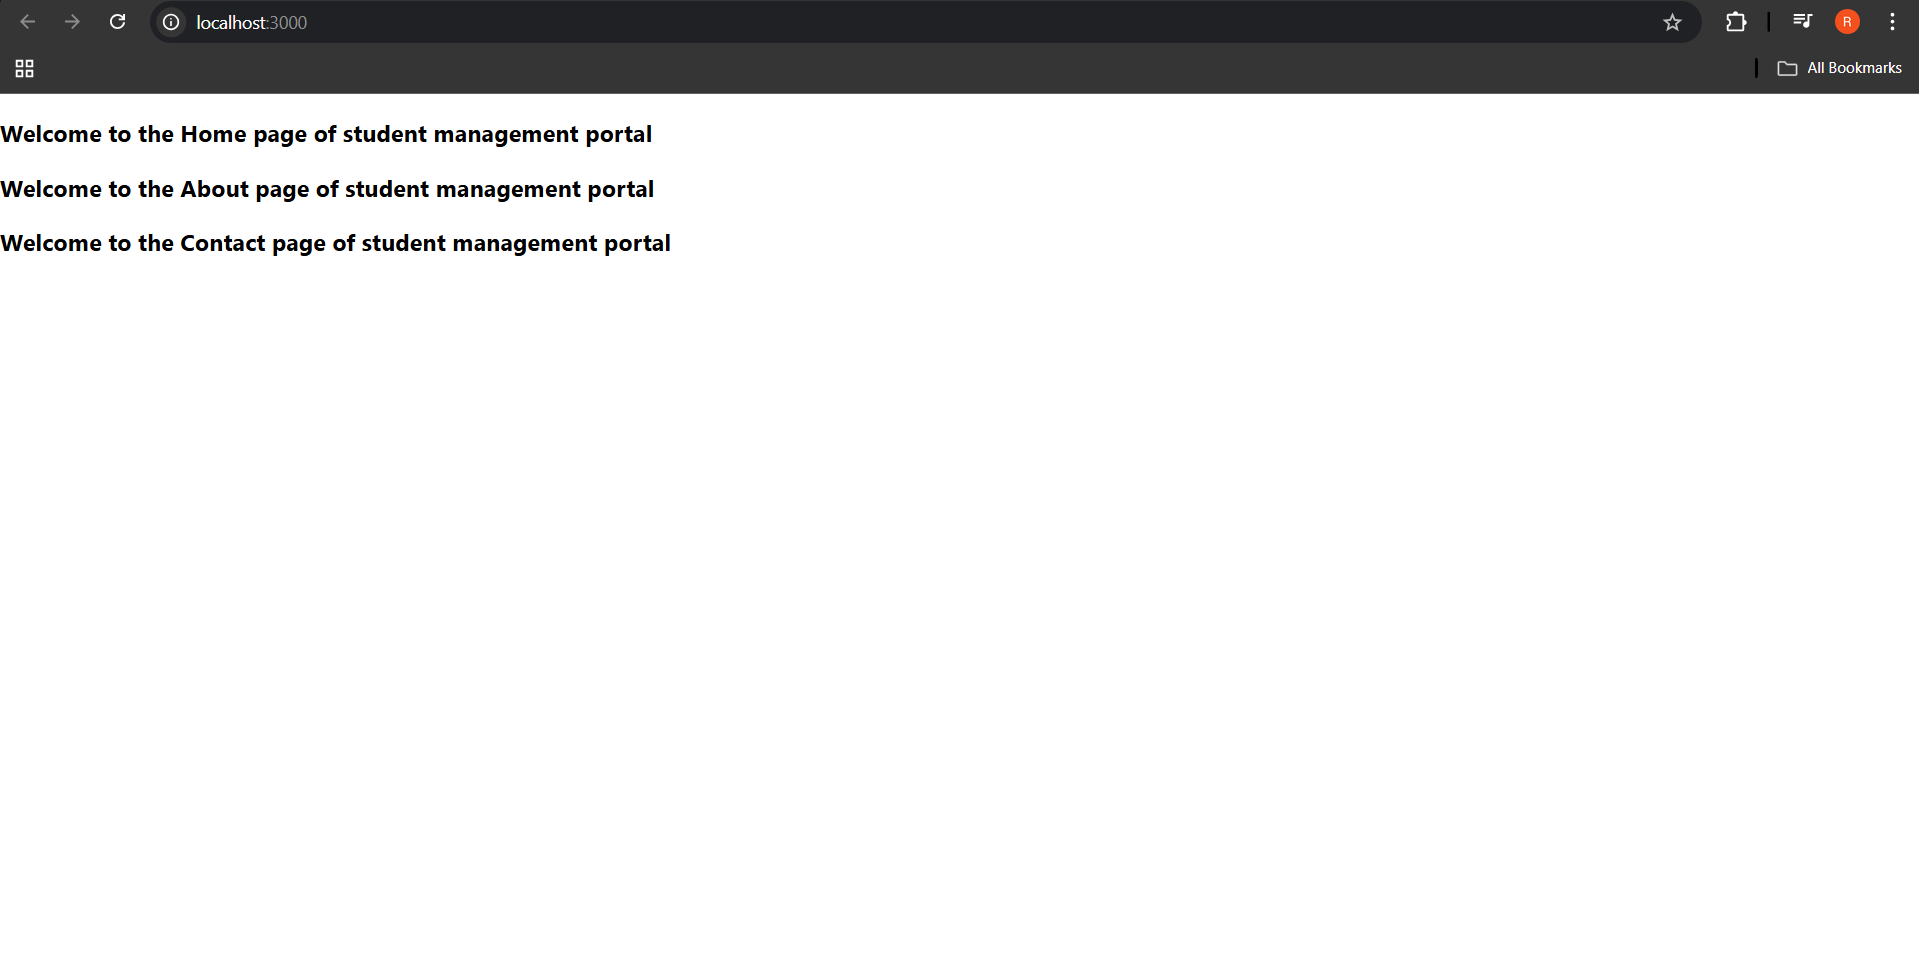 localhost:3000
R
All Bookmarks
Welcome to the Home page of student management portal
Welcome to the About page of student management portal
Welcome to the Contact page of student management portal